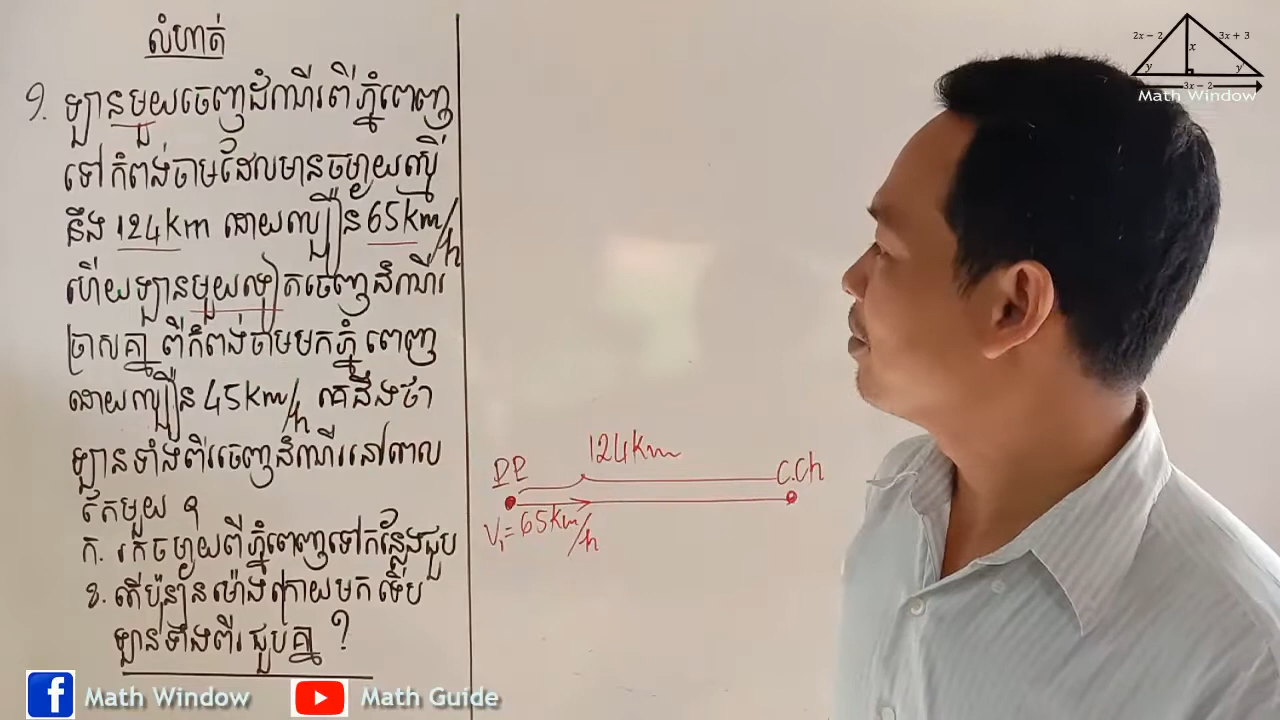 លំហាត់
១. ឡានមួយចេញដំណើរពីភ្នំពេញ
ទៅកំពង់ចាមដែលមានចម្ងាយស្មើ
នឹង 124km ដោយល្បឿន 65km/h
ហើយឡានមួយទៀតចេញដំណើរ
ច្រាសគ្នា ពីកំពង់ចាមមកភ្នំពេញ
ដោយល្បឿន 45km/h គេដឹងថា
ឡានទាំងពីរចេញដំណើរនៅពេល
តែមួយ ។
ក. រកចម្ងាយពីភ្នំពេញទៅកន្លែងជួប
ខ. តើប៉ុន្មានម៉ោងក្រោយមក ទើប
ឡានទាំងពីរ ជួបគ្នា ?
124km
P.P
C.Ch
V₁=65km/h
2x − 2
3x + 3
x
y
y
3x − 2
Math Window
Math Window
Math Guide